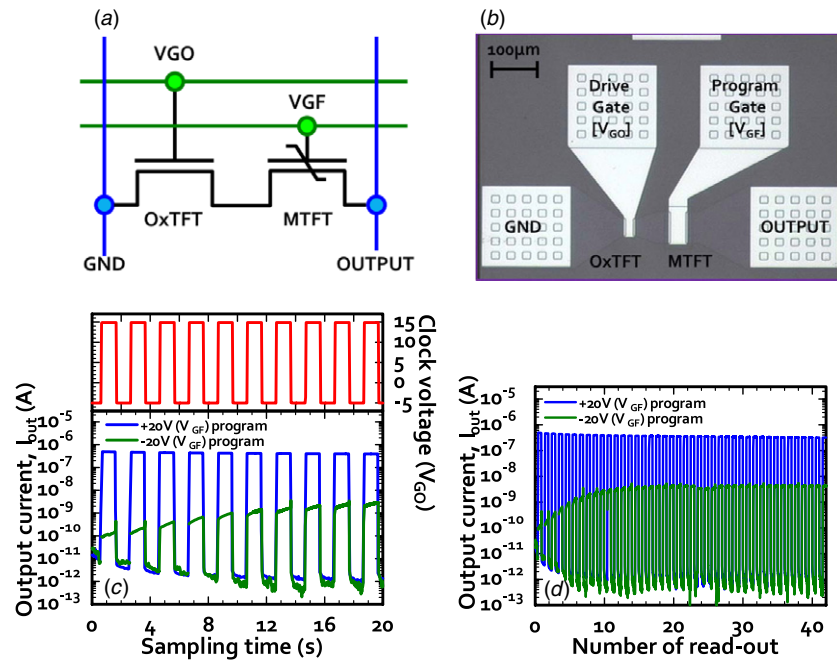 (a)
VGO
VGF
OxTFT
MTFT
GND
OUTPUT
(b)
100μm
Drive
Gate
[VGO]
Program
Gate
[VGF]
GND
OUTPUT
OxTFT
MTFT
15
10
5
0
-5
Clock voltage (VGO)
Output current, Iout (A)
10-5
10-6
10-7
10-8
10-9
10-10
10-11
10-12
10-13
+20V (VGF) program
-20V (VGF) program
(c)
0 4 8 12 16 20
Sampling time (s)
Output current, Iout (A)
10-5
10-6
10-7
10-8
10-9
10-10
10-11
10-12
10-13
+20V (VGF) program
-20V (VGF) program
(d)
0 10 20 30 40
Number of read-out